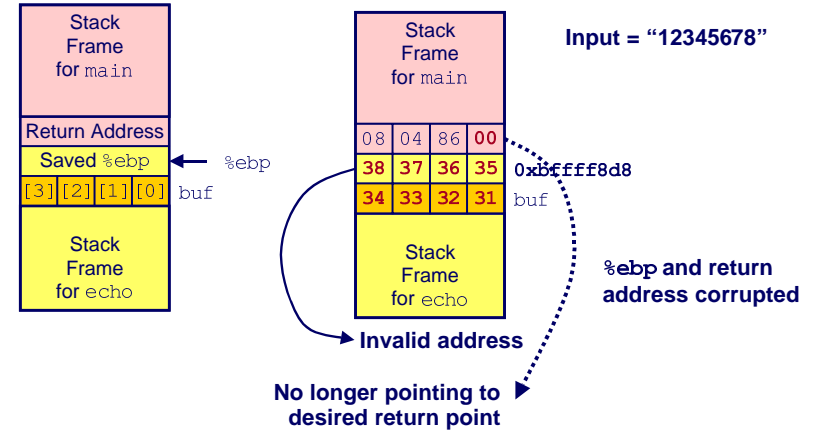 Stack
Frame
for main
Return Address
Saved %ebp
%ebp
[3] [2] [1] [0] buf
Stack
Frame
for echo
Stack
Frame
for main
08 04 86 00
38 37 36 35 0xbffff8d8
34 33 32 31 buf
Stack
Frame
for echo
Input = “12345678”
%ebp and return
address corrupted
Invalid address
No longer pointing to
desired return point